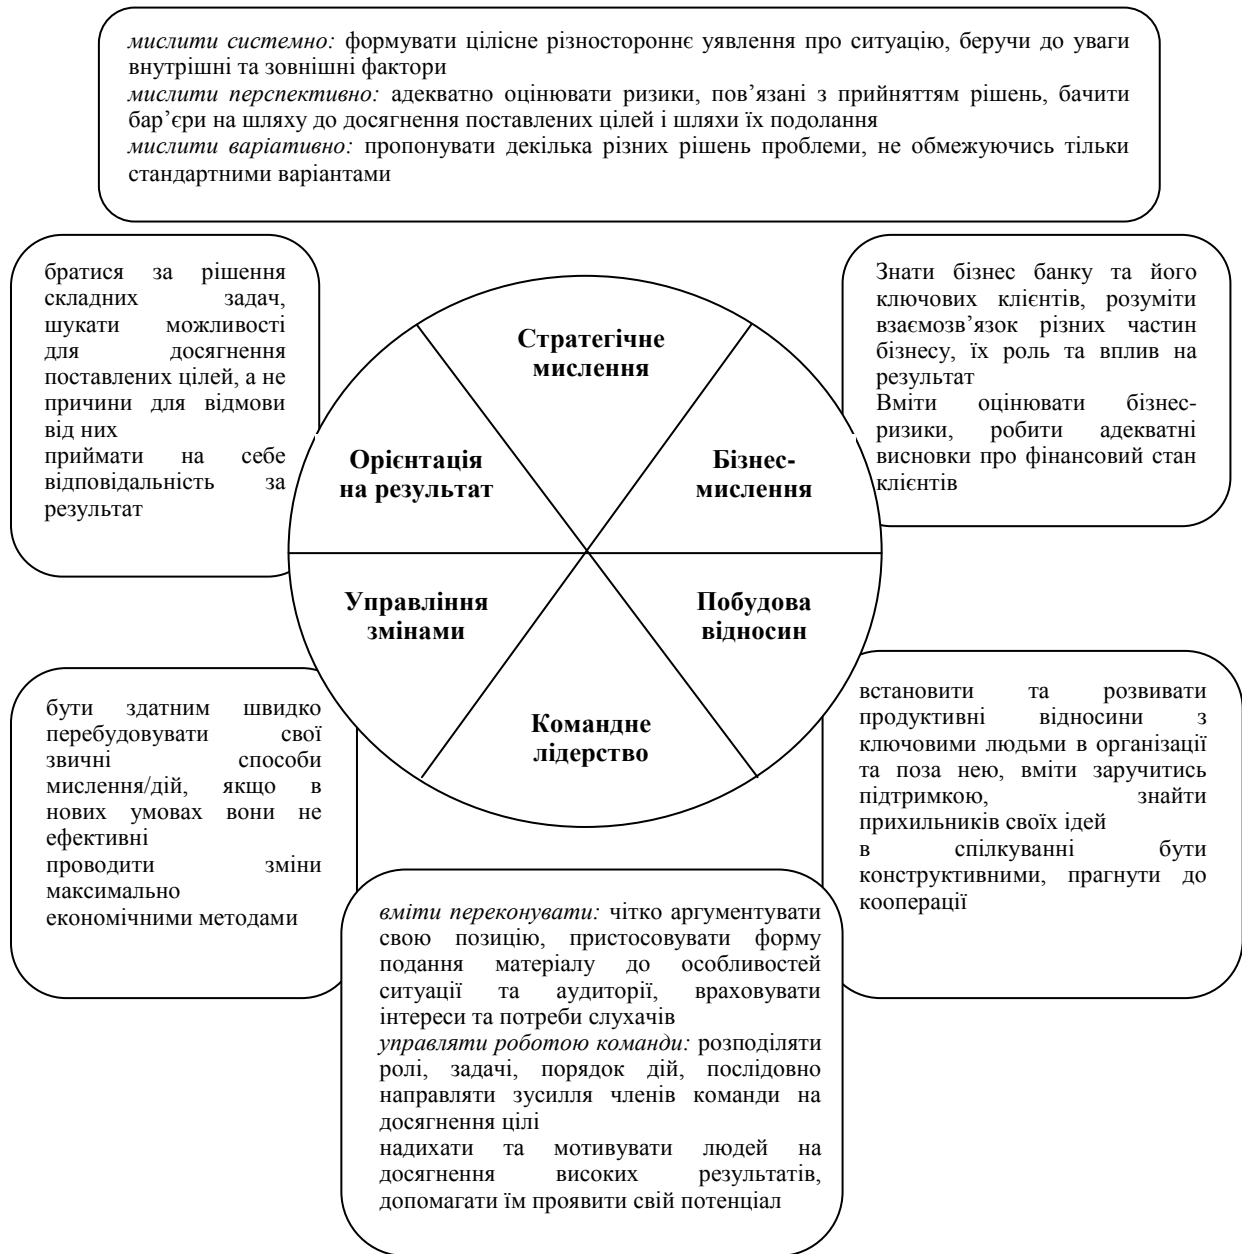 мислити системно: формувати цілісне різностороннє уявлення про ситуацію, беручи до уваги
внутрішні та зовнішні фактори
мислити перспективно: адекватно оцінювати ризики, пов’язані з прийняттям рішень, бачити
бар’єри на шляху до досягнення поставлених цілей і шляхи їх подолання
мислити варіативно: пропонувати декілька різних рішень проблеми, не обмежуючись тільки
стандартними варіантами
братися за рішення
складних задач,
шукати можливості
для досягнення
поставлених цілей, а не
причини для відмови
від них
приймати на себе
відповідальність за
результат
Стратегічне
мислення
Знати бізнес банку та його
ключових клієнтів, розуміти
взаємозв’язок різних частин
бізнесу, їх роль та вплив на
результат
Вміти оцінювати бізнес-
ризики, робити адекватні
висновки про фінансовий стан
клієнтів
Орієнтація
на результат
Бізнес-
мислення
Управління
змінами
Побудова
відносин
Командне
лідерство
бути здатним швидко
перебудовувати свої
звичні способи
мислення/дій, якщо в
нових умовах вони не
ефективні
проводити зміни
максимально
економічними методами
встановити та розвивати
продуктивні відносини з
ключовими людьми в організації
та поза нею, вміти заручитись
підтримкою, знайти
прихильників своїх ідей
в спілкуванні бути
конструктивними, прагнути до
кооперації
вміти переконувати: чітко аргументувати
свою позицію, пристосовувати форму
подання матеріалу до особливостей
ситуації та аудиторії, враховувати
інтереси та потреби слухачів
управляти роботою команди: розподіляти
ролі, задачі, порядок дій, послідовно
направляти зусилля членів команди на
досягнення цілі
надихати та мотивувати людей на
досягнення високих результатів,
допомагати їм проявити свій потенціал